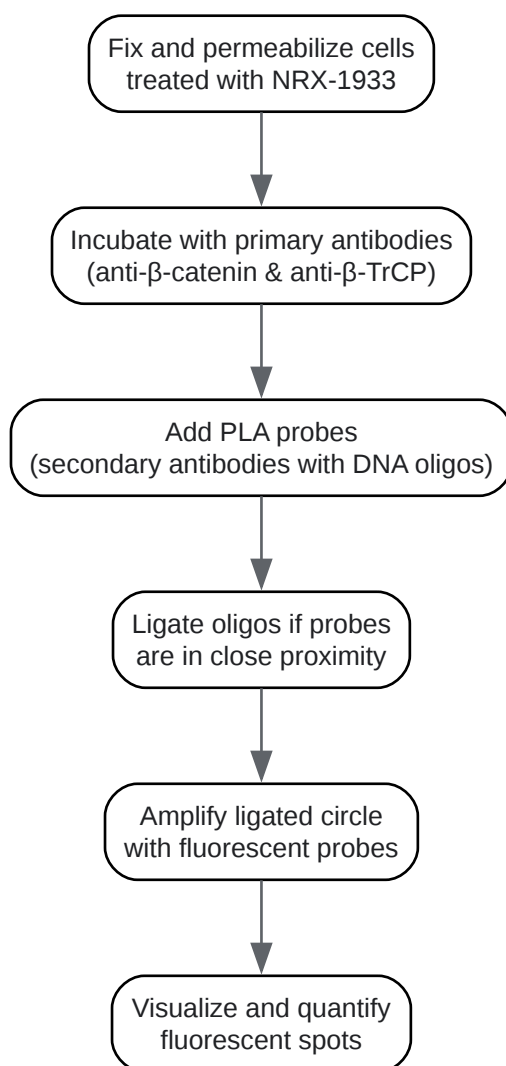 Fix and permeabilize cells
treated with NRX-1933
Incubate with primary antibodies
(anti-β-catenin & anti-β-TrCP)
Add PLA probes
(secondary antibodies with DNA oligos)
Ligate oligos if probes
are in close proximity
Amplify ligated circle
with fluorescent probes
Visualize and quantify
fluorescent spots